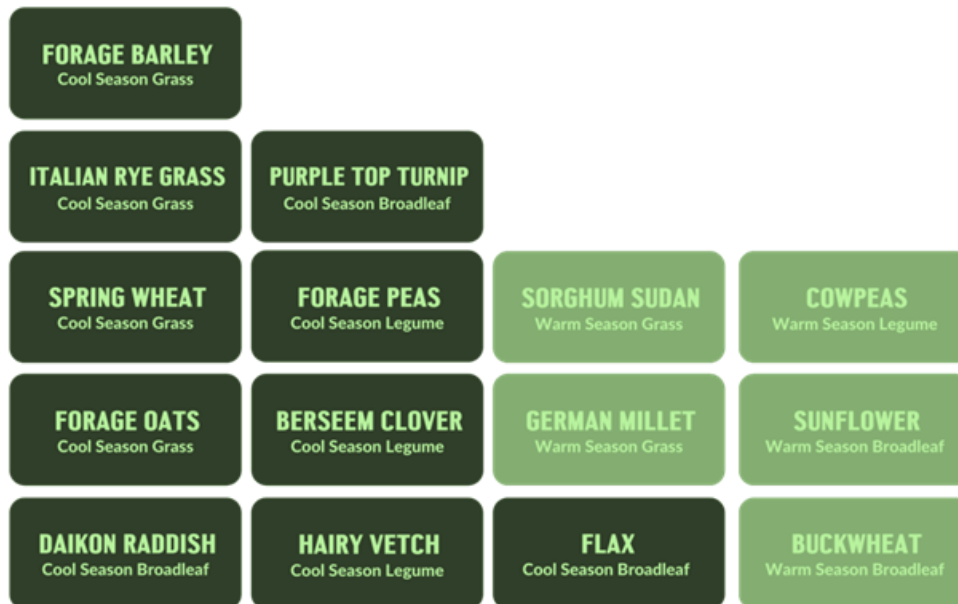 FORAGE BARLEY
Cool Season Grass
ITALIAN RYE GRASS
Cool Season Grass
PURPLE TOP TURNIP
Cool Season Broadleaf
SPRING WHEAT
Cool Season Grass
FORAGE PEAS
Cool Season Legume
SORGHUM SUDAN
Warm Season Grass
COWPEAS
Warm Season Legume
FORAGE OATS
Cool Season Grass
BERSEEM CLOVER
Cool Season Legume
GERMAN MILLET
Warm Season Grass
SUNFLOWER
Warm Season Broadleaf
DAIKON RADDISH
Cool Season Broadleaf
HAIRY VETCH
Cool Season Legume
FLAX
Cool Season Broadleaf
BUCKWHEAT
Warm Season Broadleaf